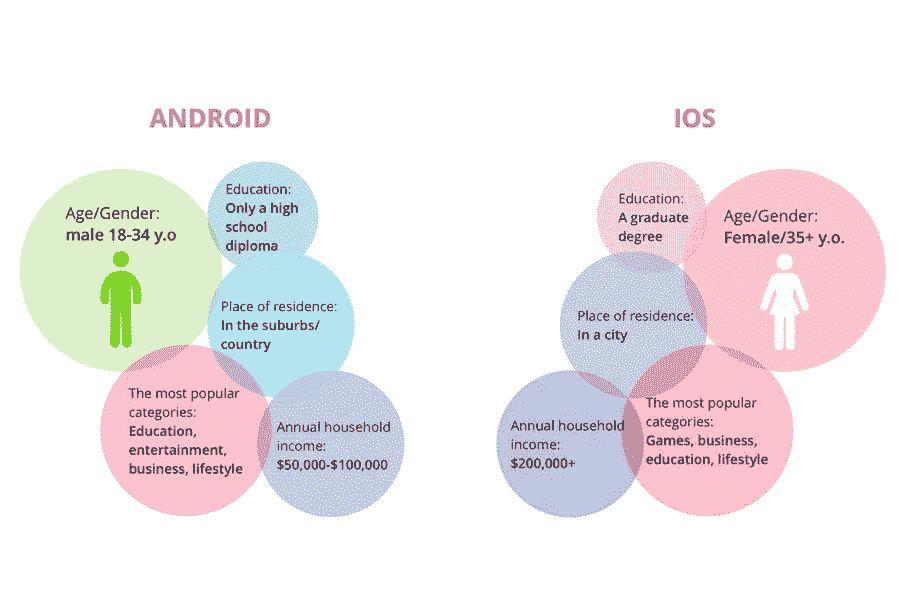 ANDROID
Age/Gender:
male 18-34 y.o
Education:
Only a high
school
diploma
Place of residence:
In the suburbs/
country
The most popular
categories:
Education,
entertainment,
business, lifestyle
Annual household
income:
$50,000-$100,000
IOS
Education:
A graduate
degree
Age/Gender:
Female/35+ y.o.
Place of residence:
In a city
Annual household
income:
$200,000+
The most popular
categories:
Games, business,
education, lifestyle